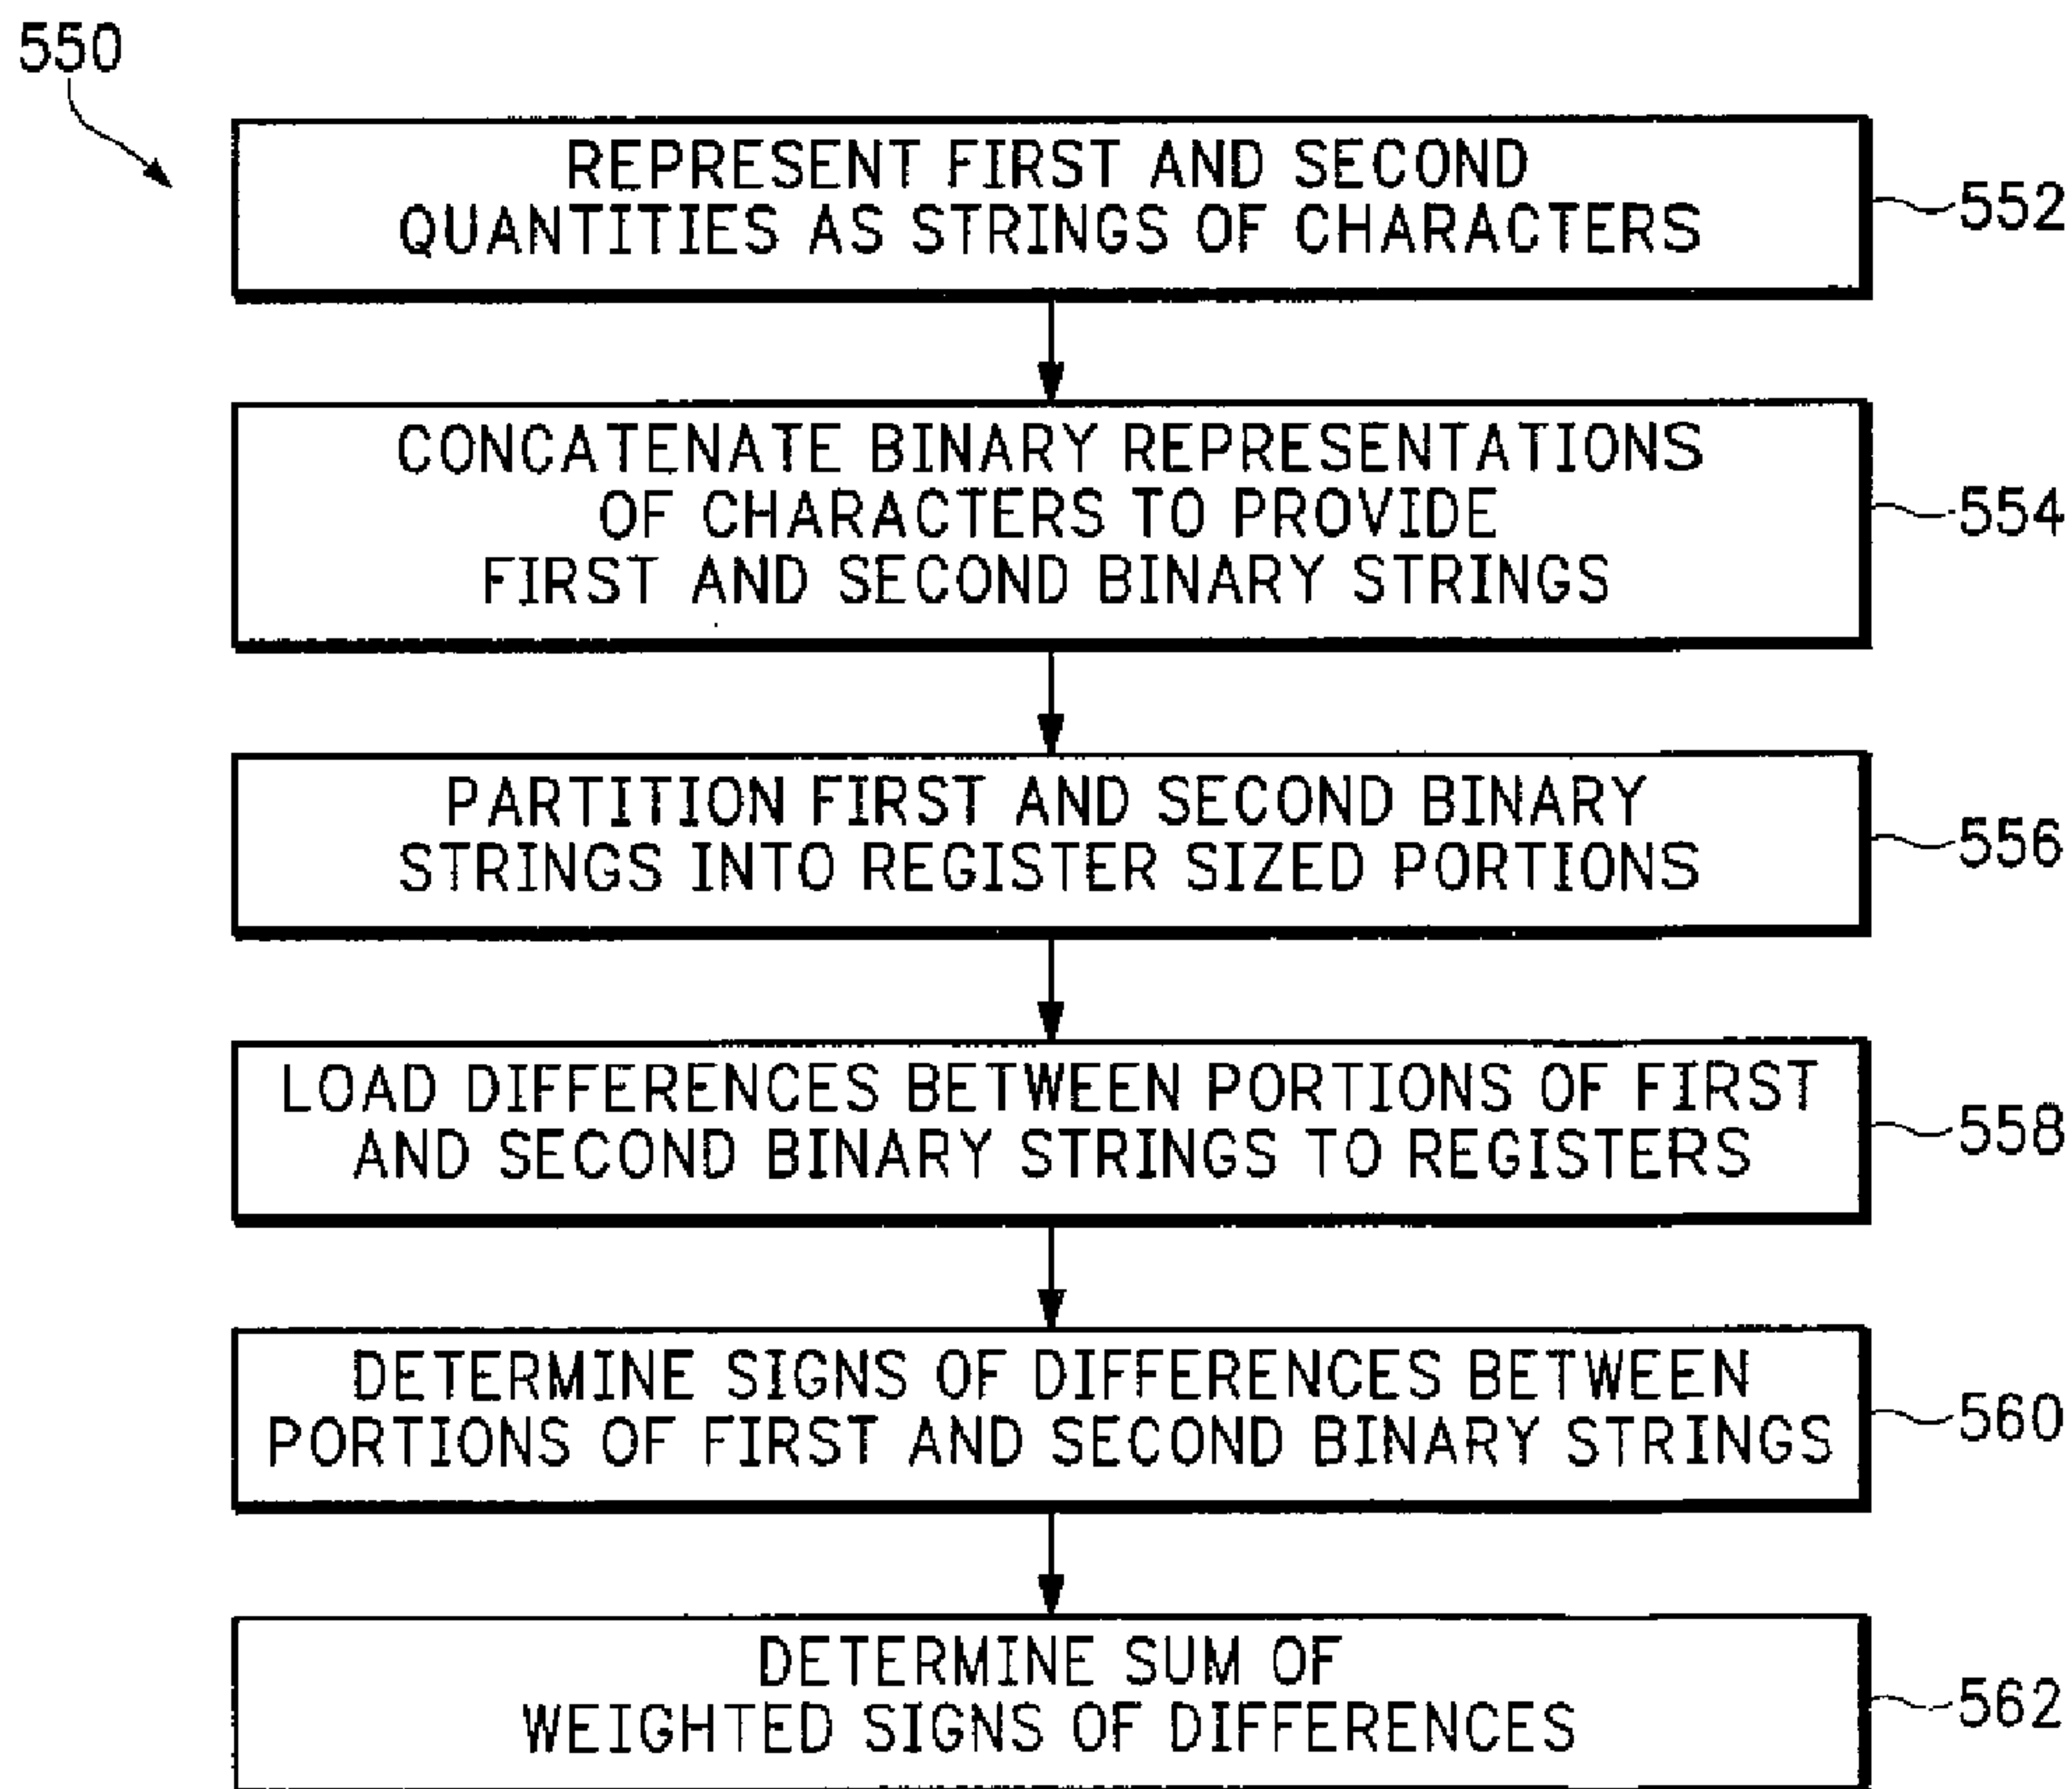 550
REPRESENT FIRST AND SECOND
QUANTITIES AS STRINGS OF CHARACTERS
552
CONCATENATE BINARY REPRESENTATIONS
OF CHARACTERS TO PROVIDE
FIRST AND SECOND BINARY STRINGS
554
PARTITION FIRST AND SECOND BINARY
STRINGS INTO REGISTER SIZED PORTIONS
556
LOAD DIFFERENCES BETWEEN PORTIONS OF FIRST
AND SECOND BINARY STRINGS TO REGISTERS
558
DETERMINE SIGNS OF DIFFERENCES BETWEEN
PORTIONS OF FIRST AND SECOND BINARY STRINGS
560
DETERMINE SUM OF
WEIGHTED SIGNS OF DIFFERENCES
562